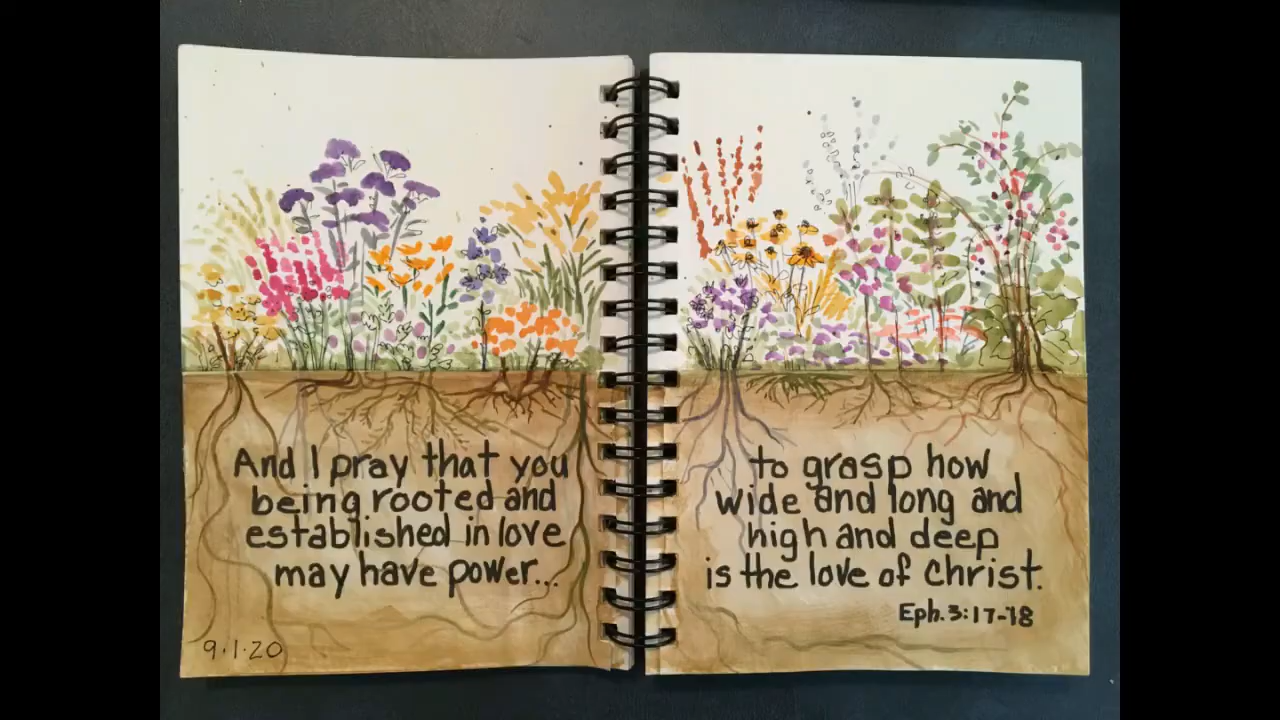 And I pray that you
being rooted and
established in love
may have power...
9.1.20
to grasp how
wide and long and
high and deep
is the love of Christ.
Eph. 3:17-18